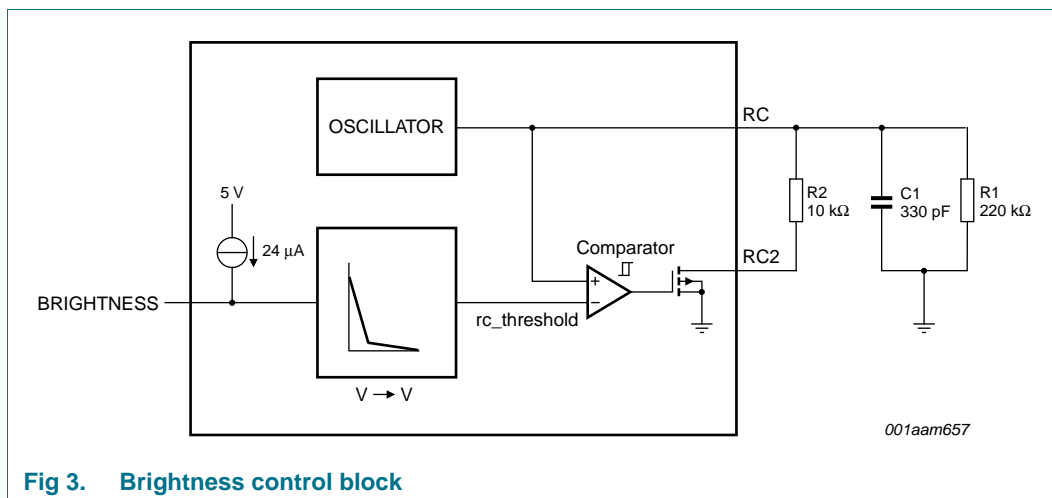 OSCILLATOR
RC
5 V
24 µA
R2
10 kΩ
C1
330 pF
R1
220 kΩ
Comparator
RC2
BRIGHTNESS
+
−
rc_threshold
V → V
001aam657
Fig 3. Brightness control block